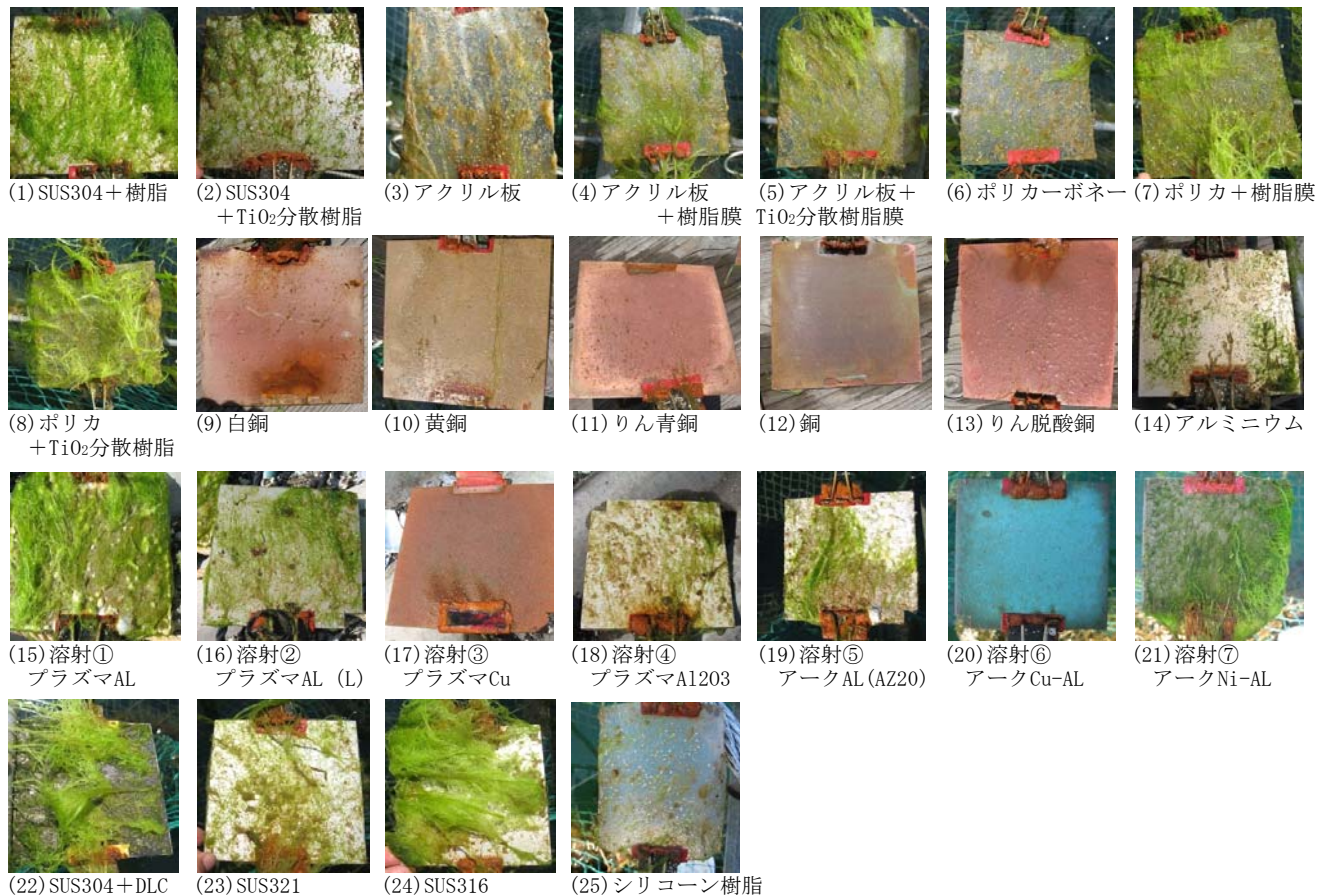 (1)SUS304＋樹脂
(2)SUS304
＋TiO₂分散樹脂
(3)アクリル板
(4)アクリル板
＋樹脂膜
(5)アクリル板＋
TiO₂分散樹脂膜
(6)ポリカーボネー
(7)ポリカ＋樹脂膜
(8)ポリカ
＋TiO₂分散樹脂
(9)白銅
(10)黄銅
(11)りん青銅
(12)銅
(13)りん脱酸銅
(14)アルミニウム
(15)溶射①
プラズマAL
(16)溶射②
プラズマAL (L)
(17)溶射③
プラズマCu
(18)溶射④
プラズマAl2O3
(19)溶射⑤
アークAL(AZ20)
(20)溶射⑥
アークCu-AL
(21)溶射⑦
アークNi-AL
(22)SUS304＋DLC
(23)SUS321
(24)SUS316
(25)シリコーン樹脂